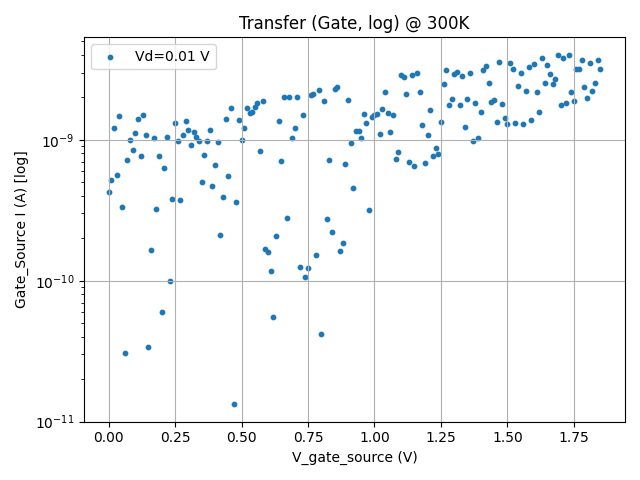 Transfer (Gate, log) @ 300K
Vd=0.01 V
Gate_Source I (A) [log]
10⁻⁹
10⁻¹⁰
10⁻¹¹
0.00 0.25 0.50 0.75 1.00 1.25 1.50 1.75
V_gate_source (V)